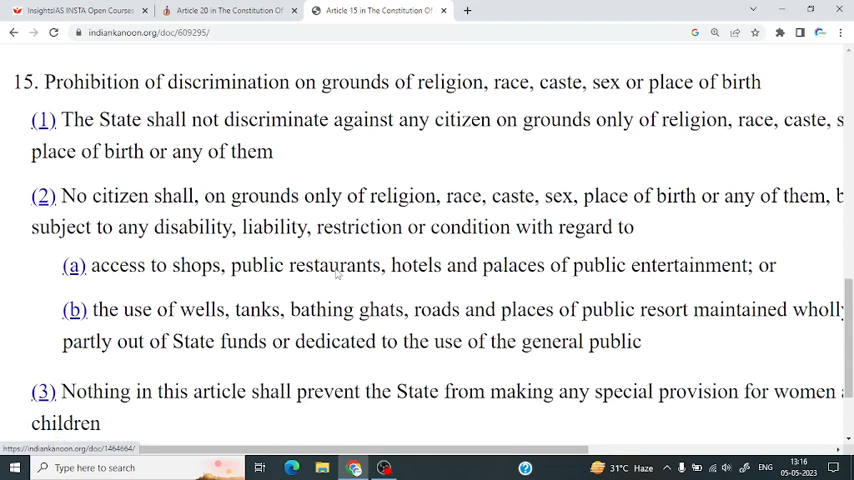 InsightsIAS INSTA Open Courses
Article 20 in The Constitution Of
Article 15 in The Constitution Of
indiankanoon.org/doc/609295/
15. Prohibition of discrimination on grounds of religion, race, caste, sex or place of birth
(1) The State shall not discriminate against any citizen on grounds only of religion, race, caste, s
place of birth or any of them
(2) No citizen shall, on grounds only of religion, race, caste, sex, place of birth or any of them, b
subject to any disability, liability, restriction or condition with regard to
(a) access to shops, public restaurants, hotels and palaces of public entertainment; or
(b) the use of wells, tanks, bathing ghats, roads and places of public resort maintained wholly
partly out of State funds or dedicated to the use of the general public
(3) Nothing in this article shall prevent the State from making any special provision for women a
children
https://indiankanoon.org/doc/1464664/
Type here to search
31°C Haze
ENG
13:16
05-05-2023